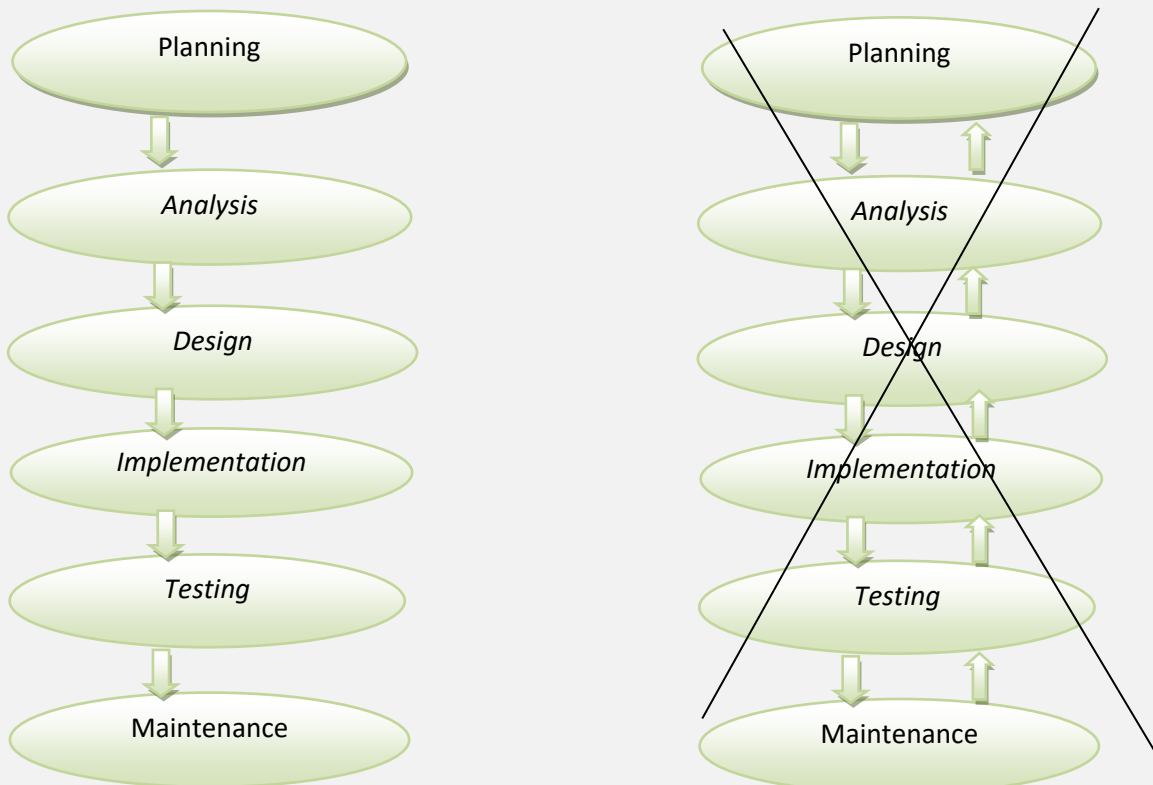 Planning
Analysis
Design
Implementation
Testing
Maintenance
Planning
Analysis
Design
Implementation
Testing
Maintenance